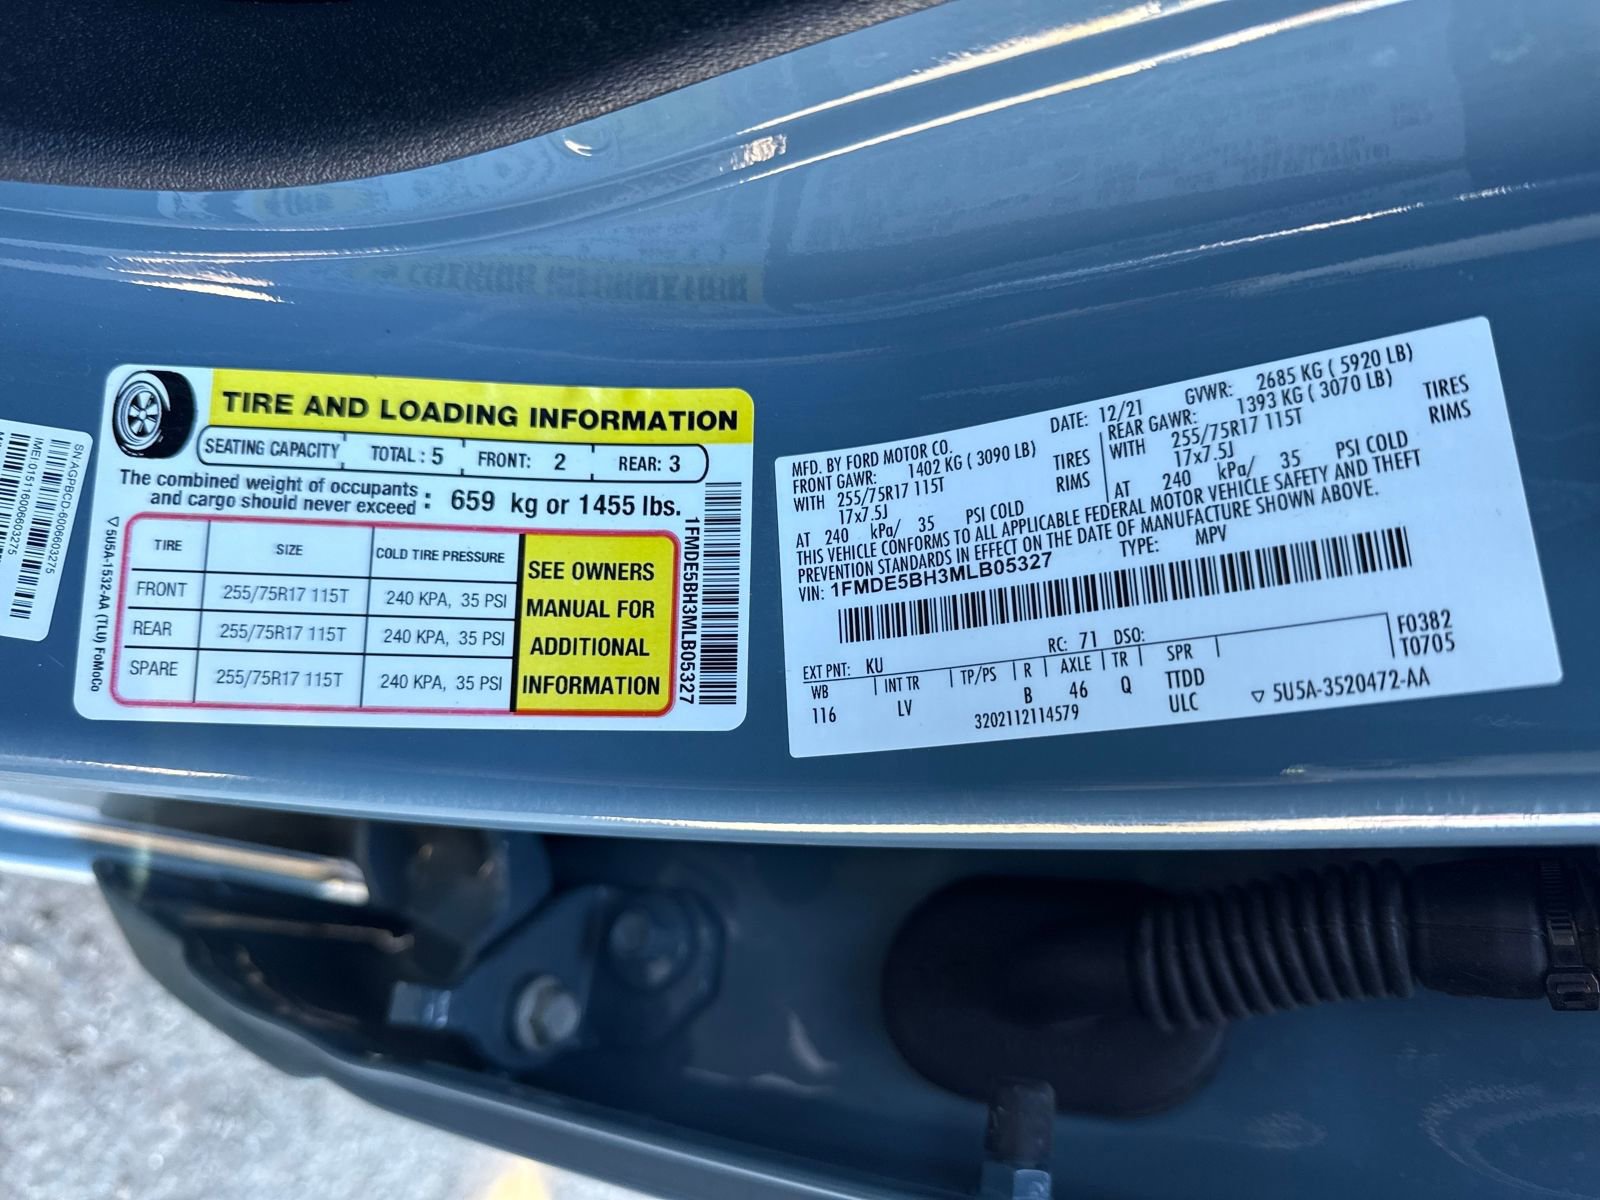 SN:AGPBCD-6006603275
IMEI:015116006603275
TIRE AND LOADING INFORMATION
SEATING CAPACITY TOTAL : 5 FRONT: 2 REAR: 3
The combined weight of occupants
and cargo should never exceed : 659 kg or 1455 lbs.
TIRE SIZE COLD TIRE PRESSURE
FRONT 255/75R17 115T 240 KPA, 35 PSI
REAR 255/75R17 115T 240 KPA, 35 PSI
SPARE 255/75R17 115T 240 KPA, 35 PSI
SEE OWNERS
MANUAL FOR
ADDITIONAL
INFORMATION
5U5A-1532-AA (TLU) FoMoCo
1FMDE5BH3MLB05327
MFD. BY FORD MOTOR CO. DATE: 12/21 GVWR: 2685 KG ( 5920 LB)
FRONT GAWR: 1402 KG ( 3090 LB) REAR GAWR: 1393 KG ( 3070 LB)
WITH 255/75R17 115T TIRES WITH 255/75R17 115T TIRES
17x7.5J RIMS 17x7.5J RIMS
AT 240 kPa/ 35 PSI COLD AT 240 kPa/ 35 PSI COLD
THIS VEHICLE CONFORMS TO ALL APPLICABLE FEDERAL MOTOR VEHICLE SAFETY AND THEFT
PREVENTION STANDARDS IN EFFECT ON THE DATE OF MANUFACTURE SHOWN ABOVE.
VIN: 1FMDE5BH3MLB05327 TYPE: MPV
F0382
T0705
EXT PNT: KU RC: 71 DSO:
WB INT TR TP/PS R AXLE TR SPR
116 LV B 46 Q TTDD
3202112114579 ULC 5U5A-3520472-AA